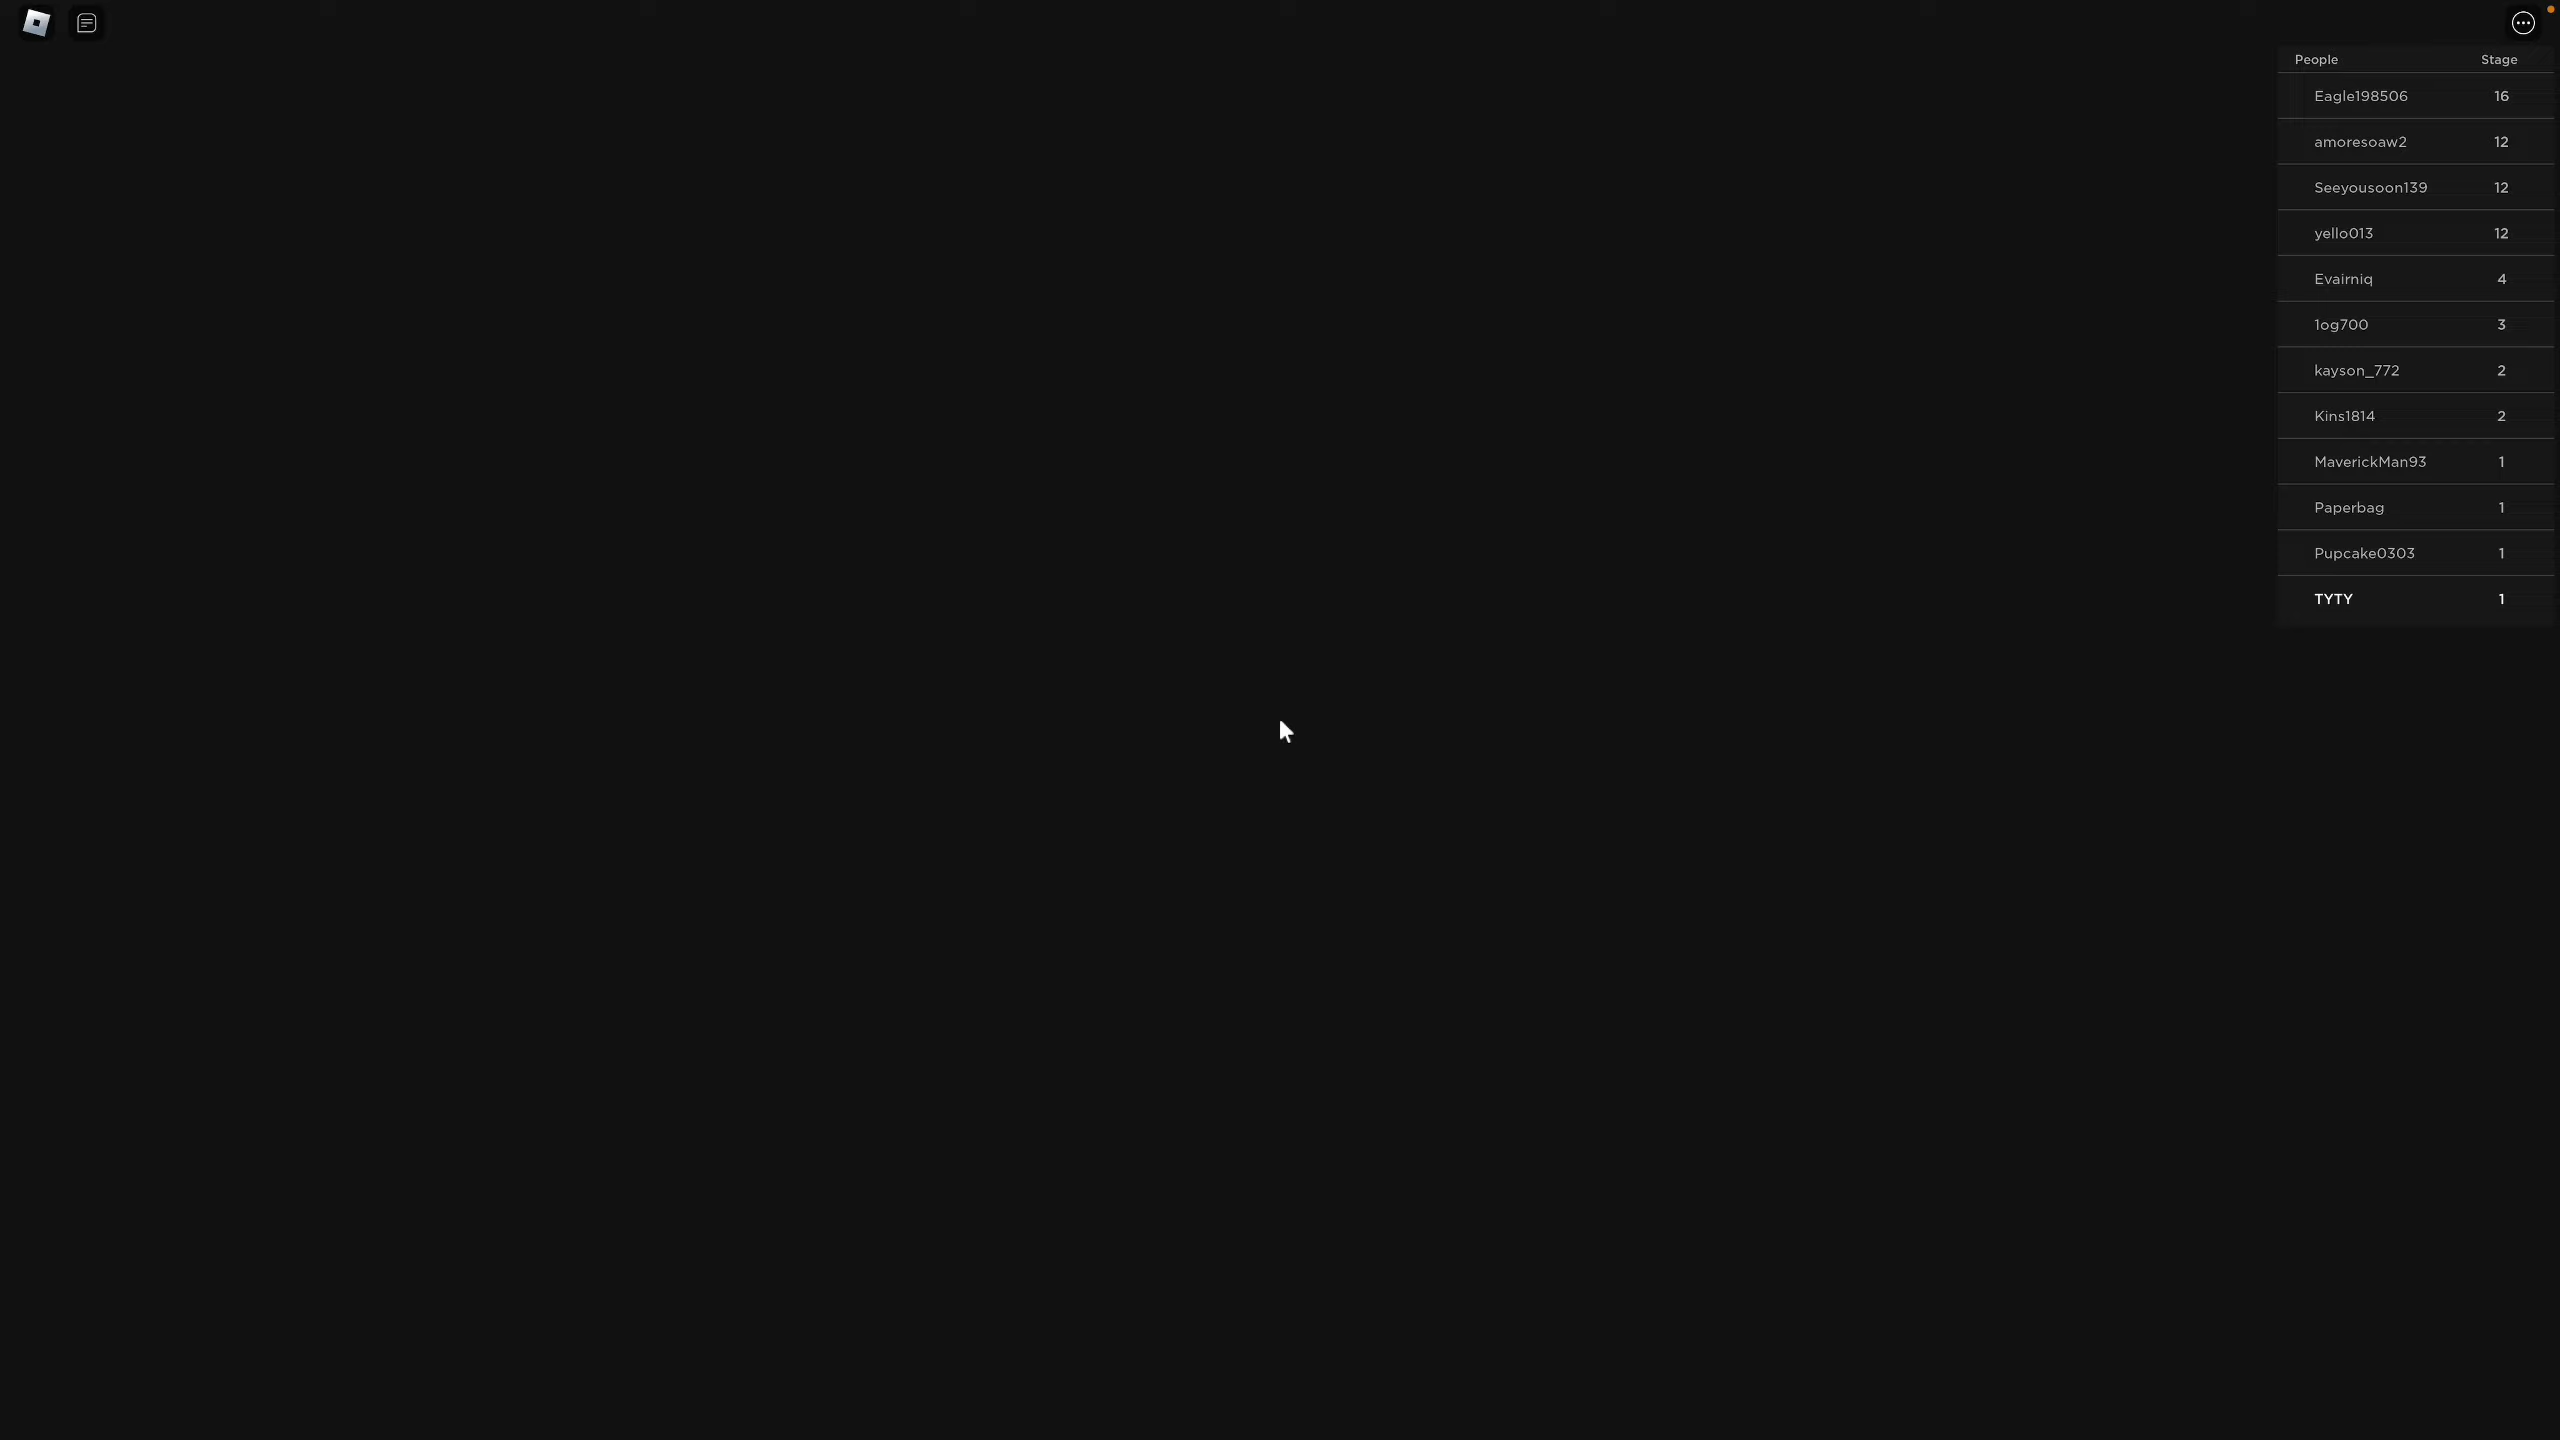 People Stage
Eagle198506 16
amoresoaw2 12
Seeyousoon139 12
yello013 12
Evairniq 4
1og700 3
kayson_772 2
Kins1814 2
MaverickMan93 1
Paperbag 1
Pupcake0303 1
TYTY 1